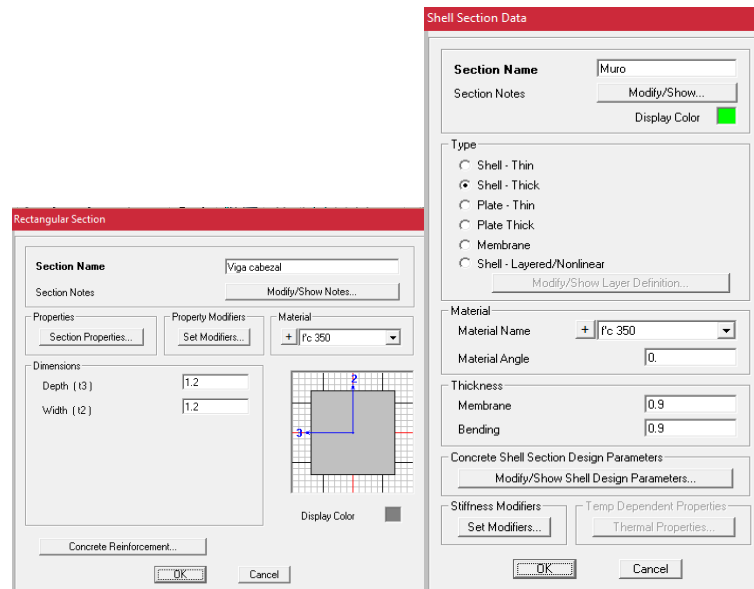 Rectangular Section
Section Name
Viga cabezal
Section Notes
Modify/Show Notes...
Properties
Section Properties...
Property Modifiers
Set Modifiers...
Material
+ f'c 350
Dimensions
Depth ( t3 )
1.2
Width ( t2 )
1.2
2
3
Display Color
Concrete Reinforcement...
OK
Cancel
Shell Section Data
Section Name
Muro
Section Notes
Modify/Show...
Display Color
Type
Shell - Thin
Shell - Thick
Plate - Thin
Plate Thick
Membrane
Shell - Layered/Nonlinear
Modify/Show Layer Definition...
Material
Material Name
+ f'c 350
Material Angle
0.
Thickness
Membrane
0.9
Bending
0.9
Concrete Shell Section Design Parameters
Modify/Show Shell Design Parameters...
Stiffness Modifiers
Set Modifiers...
Temp Dependent Properties
Thermal Properties...
OK
Cancel